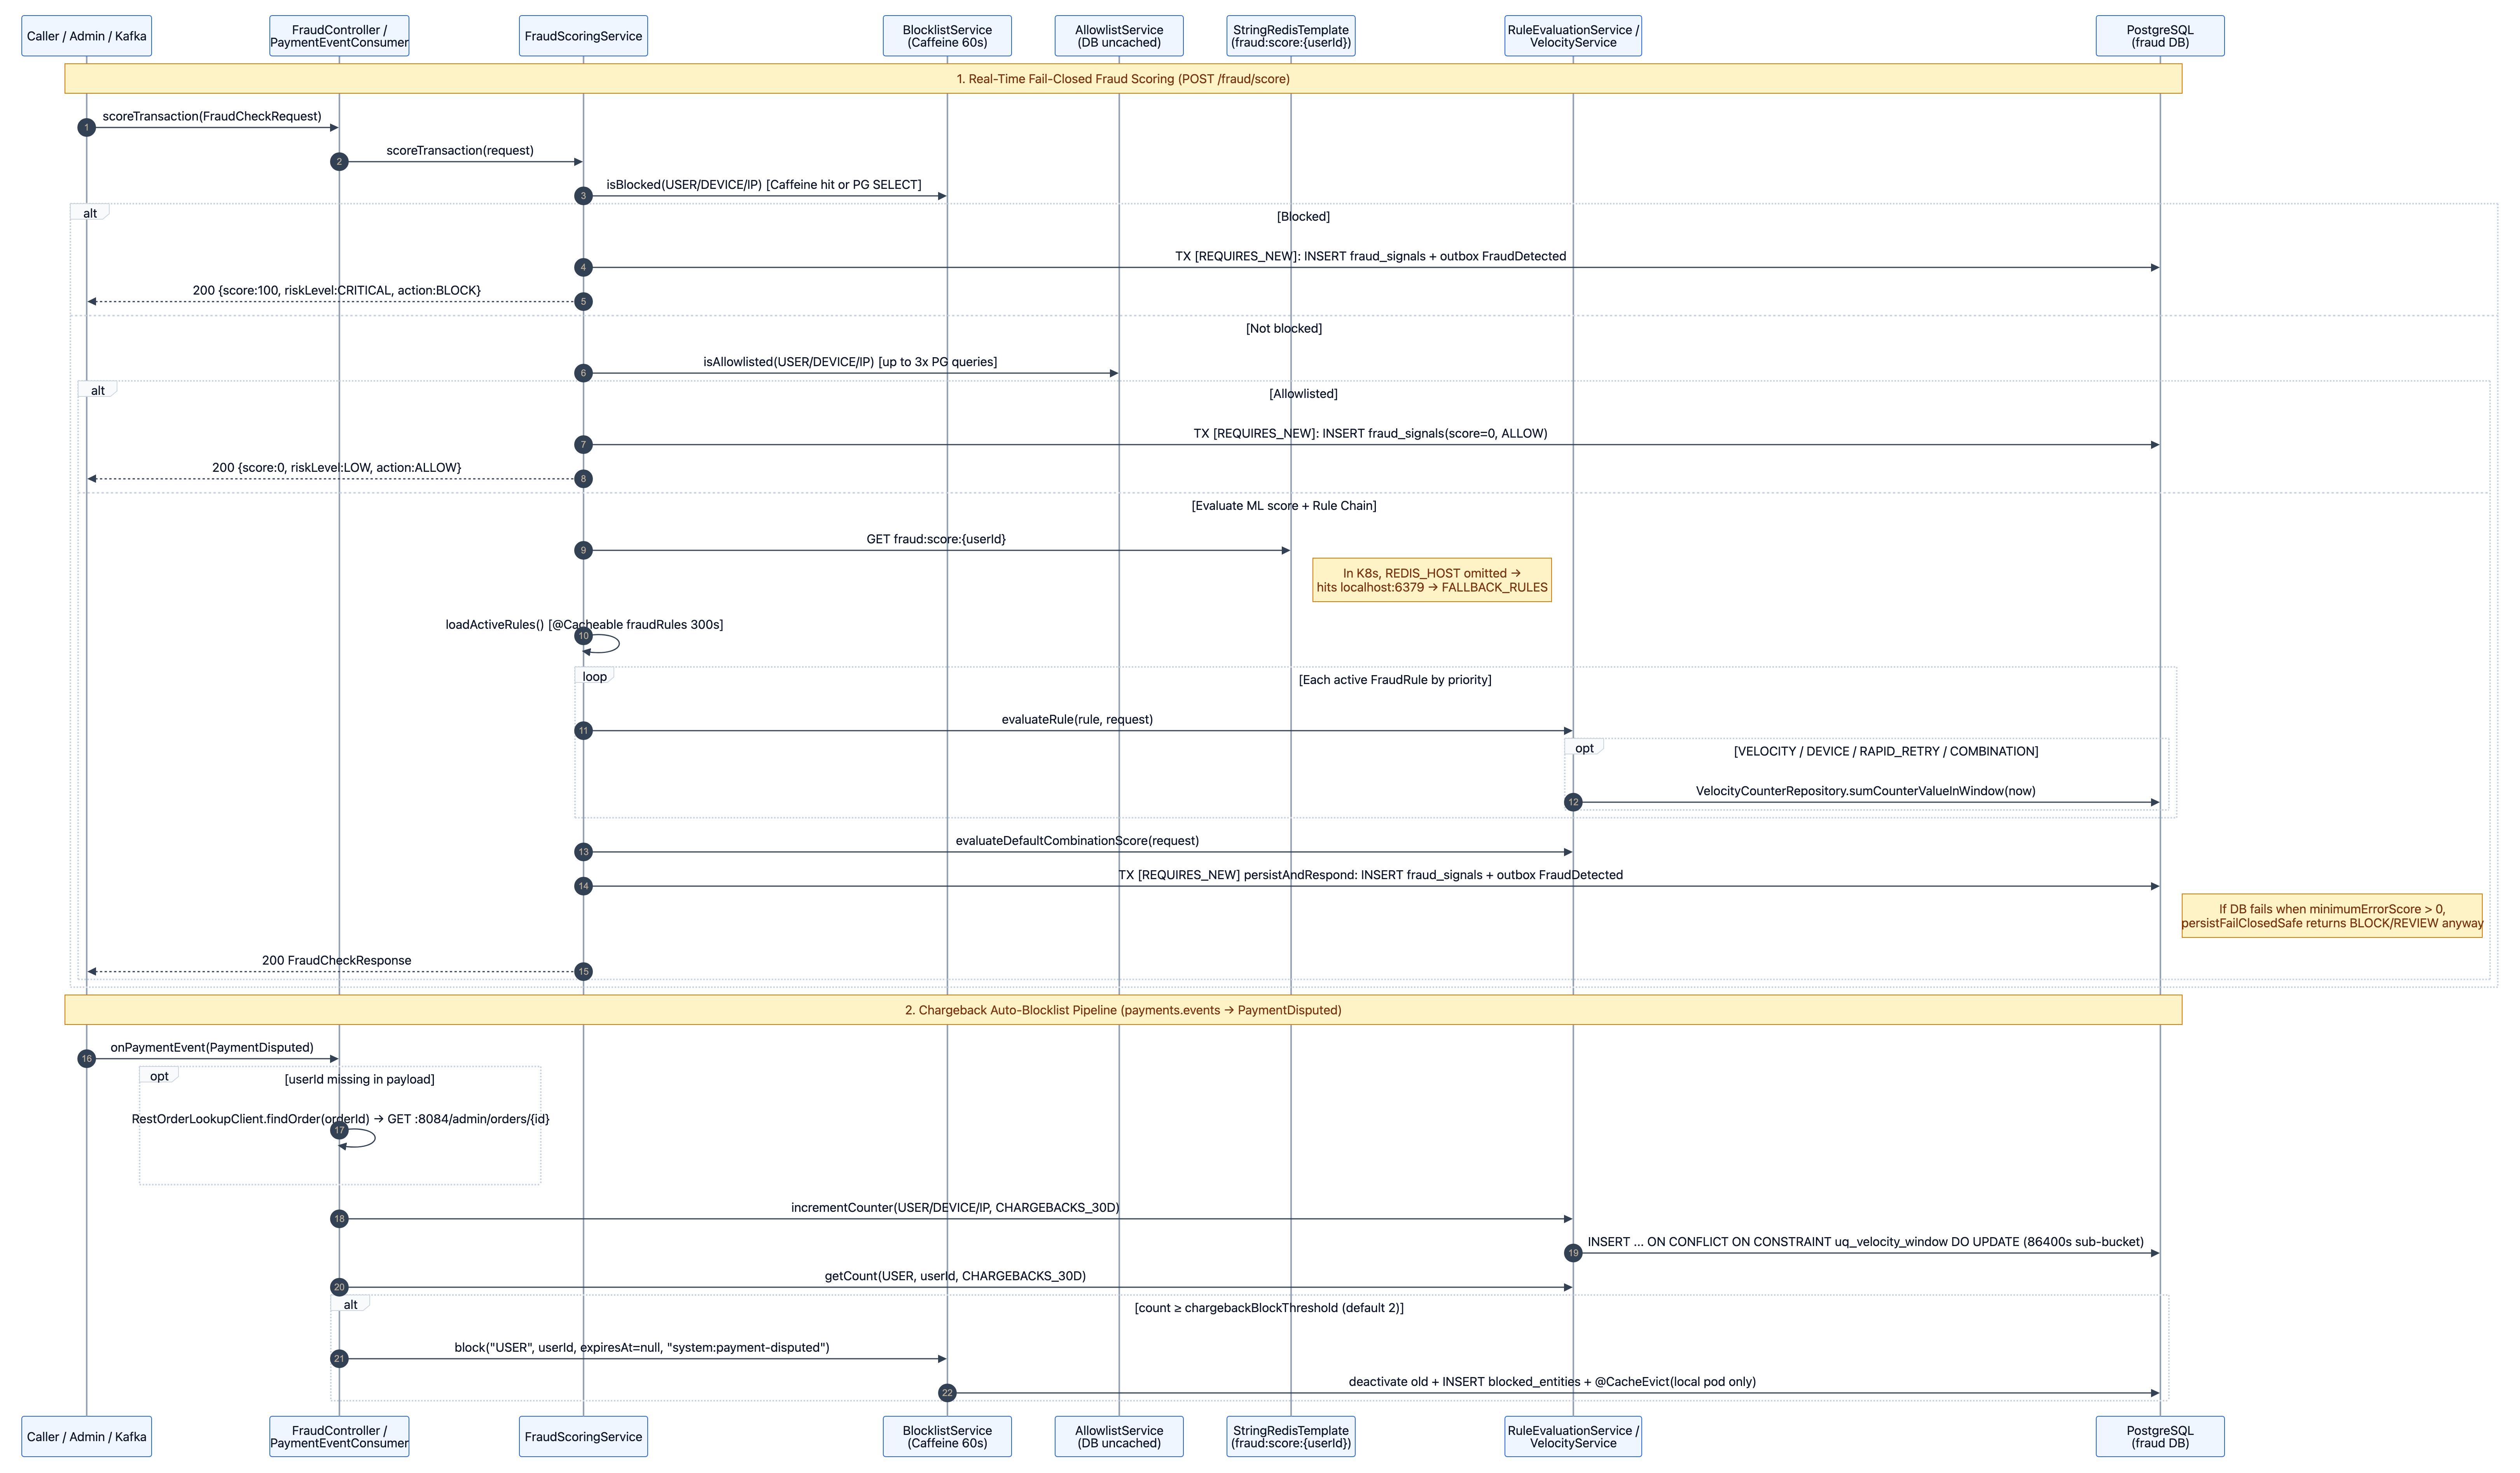 Caller / Admin / Kafka
FraudController /
PaymentEventConsumer
FraudScoringService
BlocklistService
(Caffeine 60s)
AllowlistService
(DB uncached)
StringRedisTemplate
(fraud:score:{userId})
RuleEvaluationService /
VelocityService
PostgreSQL
(fraud DB)
1. Real-Time Fail-Closed Fraud Scoring (POST /fraud/score)
1
scoreTransaction(FraudCheckRequest)
2
scoreTransaction(request)
3
isBlocked(USER/DEVICE/IP) [Caffeine hit or PG SELECT]
alt
[Blocked]
4
TX [REQUIRES_NEW]: INSERT fraud_signals + outbox FraudDetected
200 {score:100, riskLevel:CRITICAL, action:BLOCK}
5
[Not blocked]
6
isAllowlisted(USER/DEVICE/IP) [up to 3x PG queries]
alt
[Allowlisted]
7
TX [REQUIRES_NEW]: INSERT fraud_signals(score=0, ALLOW)
200 {score:0, riskLevel:LOW, action:ALLOW}
8
[Evaluate ML score + Rule Chain]
9
GET fraud:score:{userId}
In K8s, REDIS_HOST omitted →
hits localhost:6379 → FALLBACK_RULES
loadActiveRules() [@Cacheable fraudRules 300s]
10
loop
[Each active FraudRule by priority]
11
evaluateRule(rule, request)
opt
[VELOCITY / DEVICE / RAPID_RETRY / COMBINATION]
12
VelocityCounterRepository.sumCounterValueInWindow(now)
13
evaluateDefaultCombinationScore(request)
14
TX [REQUIRES_NEW] persistAndRespond: INSERT fraud_signals + outbox FraudDetected
If DB fails when minimumErrorScore > 0,
persistFailClosedSafe returns BLOCK/REVIEW anyway
200 FraudCheckResponse
15
2. Chargeback Auto-Blocklist Pipeline (payments.events → PaymentDisputed)
16
onPaymentEvent(PaymentDisputed)
opt
[userId missing in payload]
RestOrderLookupClient.findOrder(orderId) → GET :8084/admin/orders/{id}
17
18
incrementCounter(USER/DEVICE/IP, CHARGEBACKS_30D)
19
INSERT ... ON CONFLICT ON CONSTRAINT uq_velocity_window DO UPDATE (86400s sub-bucket)
20
getCount(USER, userId, CHARGEBACKS_30D)
alt
[count ≥ chargebackBlockThreshold (default 2)]
21
block("USER", userId, expiresAt=null, "system:payment-disputed")
22
deactivate old + INSERT blocked_entities + @CacheEvict(local pod only)
Caller / Admin / Kafka
FraudController /
PaymentEventConsumer
FraudScoringService
BlocklistService
(Caffeine 60s)
AllowlistService
(DB uncached)
StringRedisTemplate
(fraud:score:{userId})
RuleEvaluationService /
VelocityService
PostgreSQL
(fraud DB)